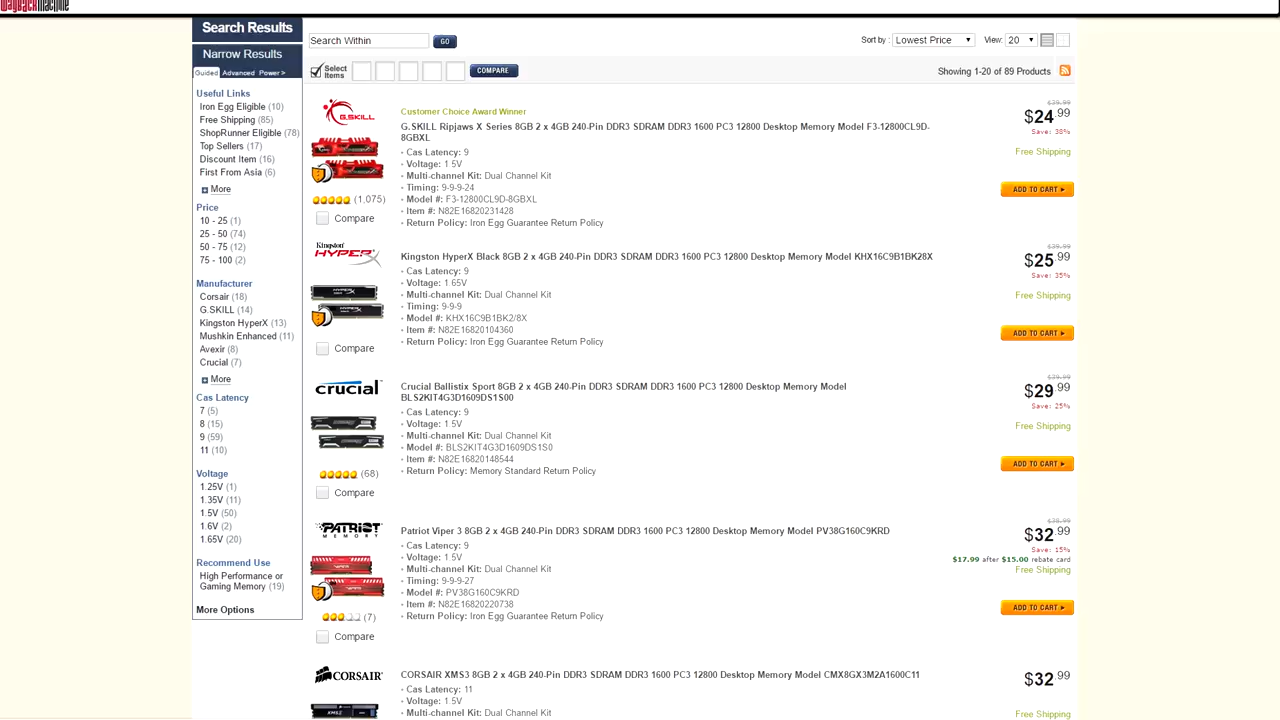 WayBackMachine
Search Results
Narrow Results
Guided Advanced Power >
Useful Links
Iron Egg Eligible (10)
Free Shipping (85)
ShopRunner Eligible (78)
Top Sellers (17)
Discount Item (16)
First From Asia (6)
More
Price
10 - 25 (1)
25 - 50 (74)
50 - 75 (12)
75 - 100 (2)
Manufacturer
Corsair (18)
G.SKILL (14)
Kingston HyperX (13)
Mushkin Enhanced (11)
Avexir (8)
Crucial (7)
More
Cas Latency
7 (5)
8 (15)
9 (59)
11 (10)
Voltage
1.25V (1)
1.35V (11)
1.5V (50)
1.6V (2)
1.65V (20)
Recommend Use
High Performance or
Gaming Memory (19)
More Options
Search Within GO
Sort by : Lowest Price View: 20
Select
Items
COMPARE
Showing 1-20 of 89 Products
G.SKILL
Customer Choice Award Winner
G.SKILL Ripjaws X Series 8GB 2 x 4GB 240-Pin DDR3 SDRAM DDR3 1600 PC3 12800 Desktop Memory Model F3-12800CL9D-
8GBXL
• Cas Latency: 9
• Voltage: 1.5V
• Multi-channel Kit: Dual Channel Kit
• Timing: 9-9-9-24
• Model #: F3-12800CL9D-8GBXL
• Item #: N82E16820231428
• Return Policy: Iron Egg Guarantee Return Policy
(1,075)
Compare
$39.99
$24.99
Save: 38%
Free Shipping
ADD TO CART
Kingston
HYPERX
Kingston HyperX Black 8GB 2 x 4GB 240-Pin DDR3 SDRAM DDR3 1600 PC3 12800 Desktop Memory Model KHX16C9B1BK28X
• Cas Latency: 9
• Voltage: 1 65V
• Multi-channel Kit: Dual Channel Kit
• Timing: 9-9-9
• Model #: KHX16C9B1BK2/8X
• Item #: N82E16820104360
• Return Policy: Iron Egg Guarantee Return Policy
Compare
$39.99
$25.99
Save: 35%
Free Shipping
ADD TO CART
crucial
Crucial Ballistix Sport 8GB 2 x 4GB 240-Pin DDR3 SDRAM DDR3 1600 PC3 12800 Desktop Memory Model
BLS2KIT4G3D1609DS1S00
• Cas Latency: 9
• Voltage: 1.5V
• Multi-channel Kit: Dual Channel Kit
• Model #: BLS2KIT4G3D1609DS1S0
• Item #: N82E16820148544
• Return Policy: Memory Standard Return Policy
(68)
Compare
$39.99
$29.99
Save: 25%
Free Shipping
ADD TO CART
PATRIOT
MEMORY
Patriot Viper 3 8GB 2 x 4GB 240-Pin DDR3 SDRAM DDR3 1600 PC3 12800 Desktop Memory Model PV38G160C9KRD
• Cas Latency: 9
• Voltage: 1.5V
• Multi-channel Kit: Dual Channel Kit
• Timing: 9-9-9-27
• Model #: PV38G160C9KRD
• Item #: N82E16820220738
• Return Policy: Iron Egg Guarantee Return Policy
(7)
Compare
$38.99
$32.99
Save: 15%
$17.99 after $15.00 rebate card
Free Shipping
ADD TO CART
CORSAIR
CORSAIR XMS3 8GB 2 x 4GB 240-Pin DDR3 SDRAM DDR3 1600 PC3 12800 Desktop Memory Model CMX8GX3M2A1600C11
• Cas Latency: 11
• Voltage: 1.5V
• Multi-channel Kit: Dual Channel Kit
$32.99
Free Shipping